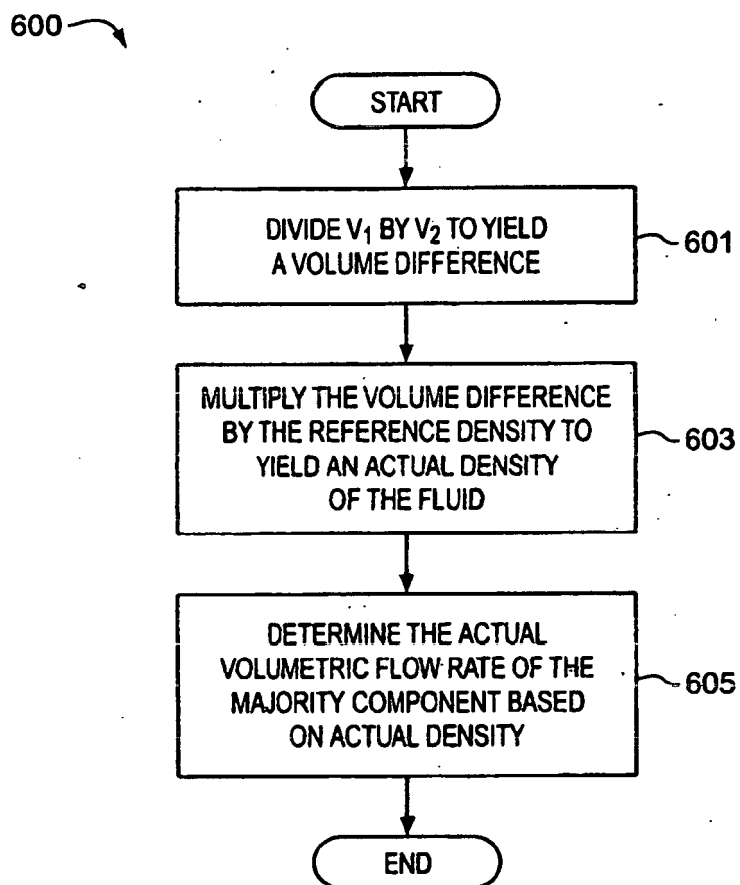 600
START
DIVIDE V1 BY V2 TO YIELD
A VOLUME DIFFERENCE
601
MULTIPLY THE VOLUME DIFFERENCE
BY THE REFERENCE DENSITY TO
YIELD AN ACTUAL DENSITY
OF THE FLUID
603
DETERMINE THE ACTUAL
VOLUMETRIC FLOW RATE OF THE
MAJORITY COMPONENT BASED
ON ACTUAL DENSITY
605
END